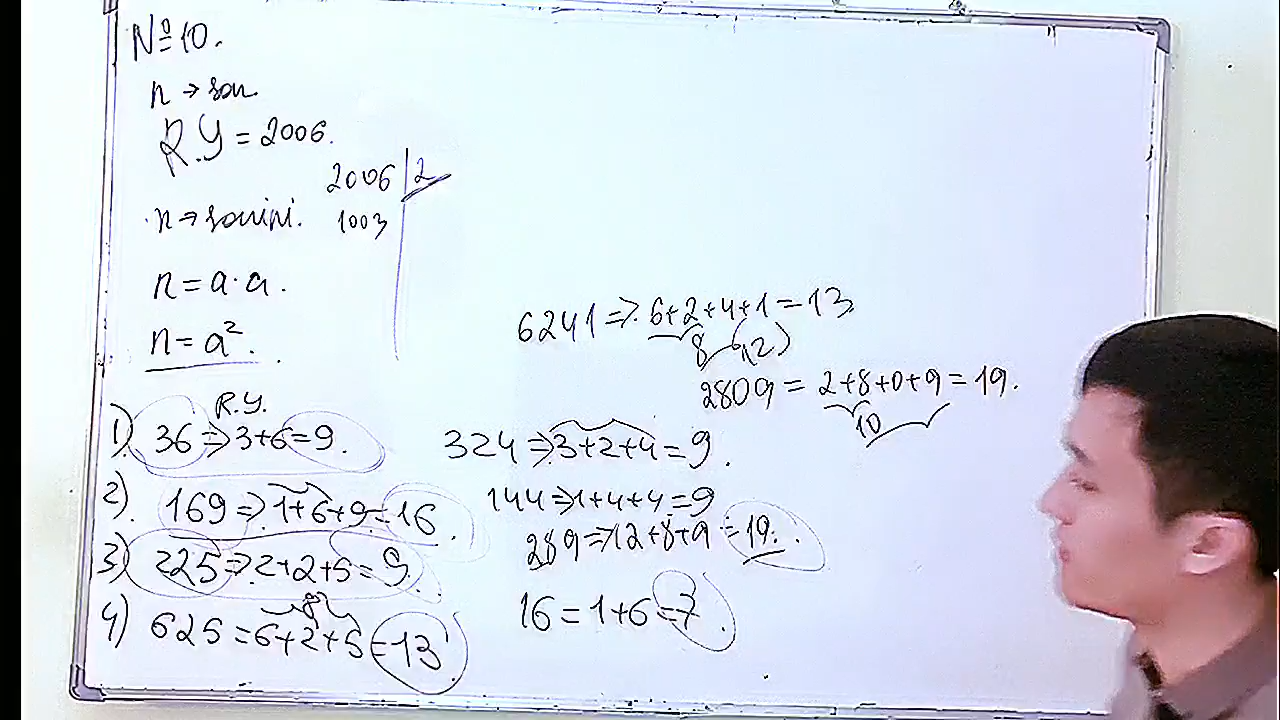 №10.
n → son
R.Y = 2006.
2006 | 2
n ⇒ sonini.
1003
n = a·a.
n = a².
6241 ⇒ 6+2+4+1 = 13
8
12
2809 = 2+8+0+9 = 19.
10
R.Y.
1) 36 ⇒ 3+6=9.
324 ⇒ 3+2+4 = 9.
2) 169 ⇒ 1+6+9=16.
144 ⇒ 1+4+4=9
3) 225 ⇒ 2+2+5=9.
289 ⇒ 2+8+9=19.
8
4) 625 = 6+2+5=13
16 = 1+6=7.